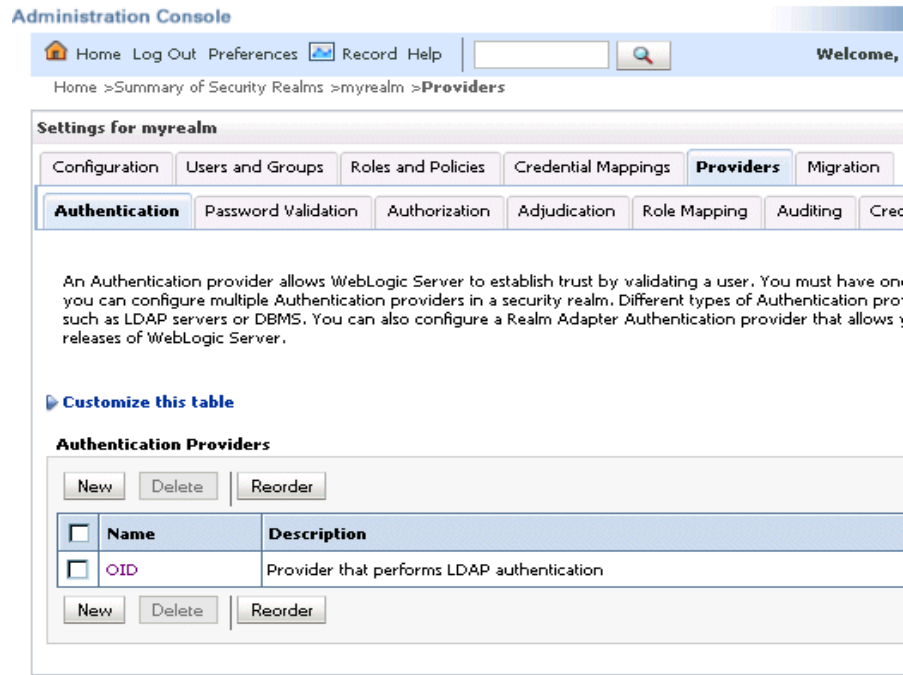 Administration Console
Home Log Out Preferences Record Help
Welcome,
Home >Summary of Security Realms >myrealm >Providers
Settings for myrealm
Configuration Users and Groups Roles and Policies Credential Mappings Providers Migration
Authentication Password Validation Authorization Adjudication Role Mapping Auditing
An Authentication provider allows WebLogic Server to establish trust by validating a user. You must have one
you can configure multiple Authentication providers in a security realm. Different types of Authentication pro
such as LDAP servers or DBMS. You can also configure a Realm Adapter Authentication provider that allows
releases of WebLogic Server.
Customize this table
Authentication Providers
New Delete Reorder
Name Description
OID Provider that performs LDAP authentication
New Delete Reorder